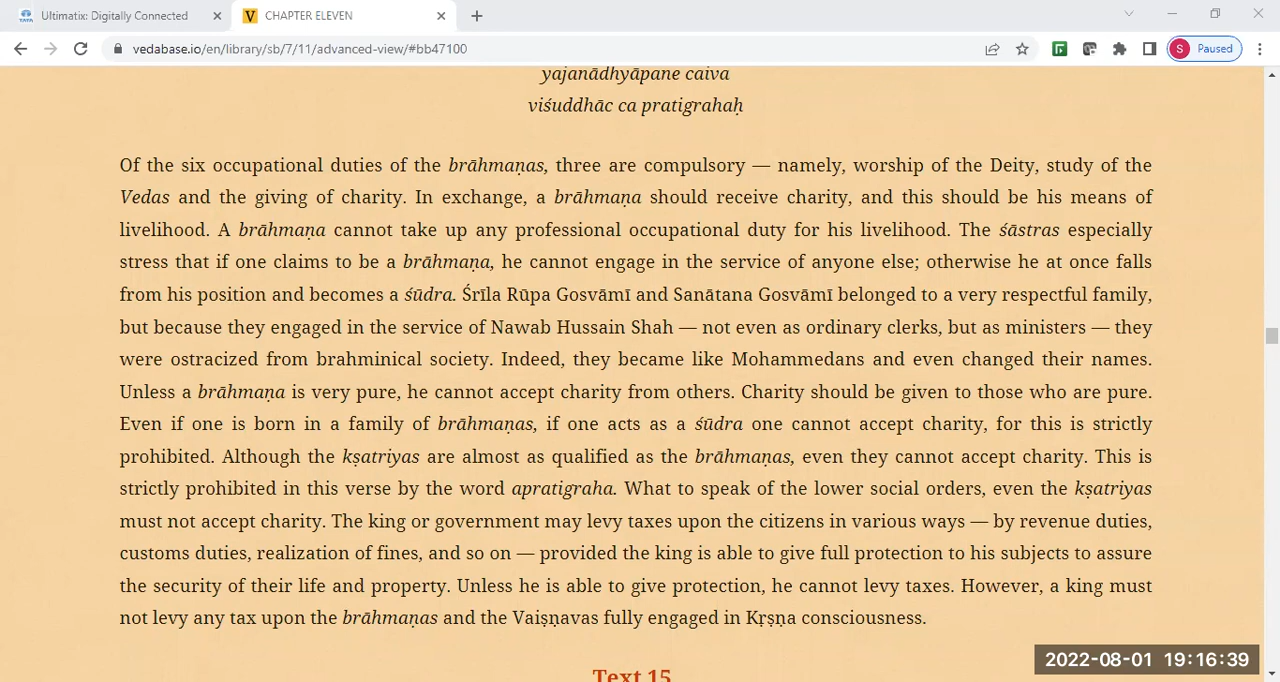 Ultimatix: Digitally Connected
CHAPTER ELEVEN
vedabase.io/en/library/sb/7/11/advanced-view/#bb47100
S Paused
yajanādhyāpane caiva
viśuddhāc ca pratigrahaḥ
Of the six occupational duties of the brāhmaṇas, three are compulsory — namely, worship of the Deity, study of the
Vedas and the giving of charity. In exchange, a brāhmaṇa should receive charity, and this should be his means of
livelihood. A brāhmaṇa cannot take up any professional occupational duty for his livelihood. The śāstras especially
stress that if one claims to be a brāhmaṇa, he cannot engage in the service of anyone else; otherwise he at once falls
from his position and becomes a śūdra. Śrīla Rūpa Gosvāmī and Sanātana Gosvāmī belonged to a very respectful family,
but because they engaged in the service of Nawab Hussain Shah — not even as ordinary clerks, but as ministers — they
were ostracized from brahminical society. Indeed, they became like Mohammedans and even changed their names.
Unless a brāhmaṇa is very pure, he cannot accept charity from others. Charity should be given to those who are pure.
Even if one is born in a family of brāhmaṇas, if one acts as a śūdra one cannot accept charity, for this is strictly
prohibited. Although the kṣatriyas are almost as qualified as the brāhmaṇas, even they cannot accept charity. This is
strictly prohibited in this verse by the word apratigraha. What to speak of the lower social orders, even the kṣatriyas
must not accept charity. The king or government may levy taxes upon the citizens in various ways — by revenue duties,
customs duties, realization of fines, and so on — provided the king is able to give full protection to his subjects to assure
the security of their life and property. Unless he is able to give protection, he cannot levy taxes. However, a king must
not levy any tax upon the brāhmaṇas and the Vaiṣṇavas fully engaged in Kṛṣṇa consciousness.
Text 15
2022-08-01 19:16:39